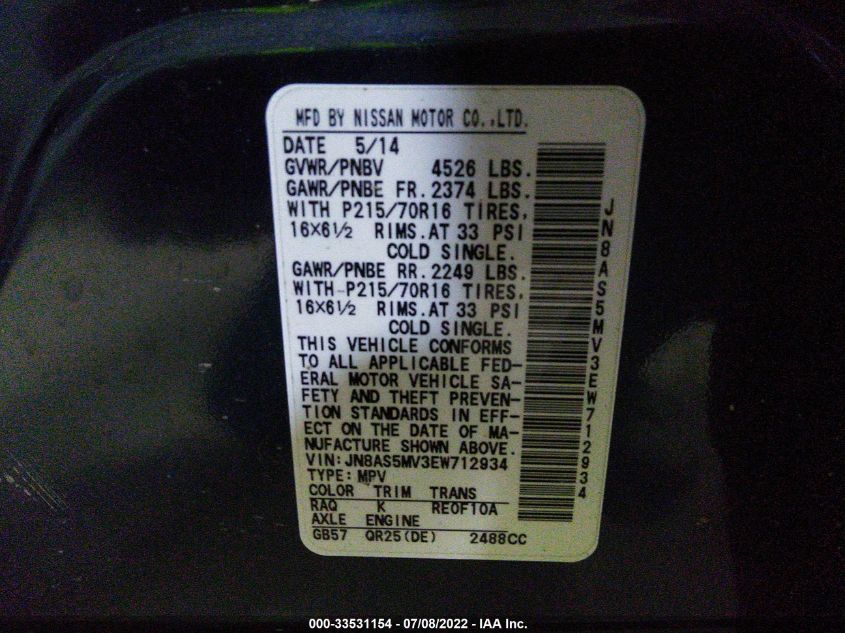 MFD BY NISSAN MOTOR CO.,LTD.
DATE 5/14
GVWR/PNBV 4526 LBS.
GAWR/PNBE FR. 2374 LBS.
WITH P215/70R16 TIRES,
16×6½ RIMS. AT 33 PSI
COLD SINGLE.
GAWR/PNBE RR. 2249 LBS.
WITH P215/70R16 TIRES,
16×6½ RIMS. AT 33 PSI
COLD SINGLE.
THIS VEHICLE CONFORMS
TO ALL APPLICABLE FED-
ERAL MOTOR VEHICLE SA-
FETY AND THEFT PREVEN-
TION STANDARDS IN EFF-
ECT ON THE DATE OF MA-
NUFACTURE SHOWN ABOVE.
VIN: JN8AS5MV3EW712934
TYPE: MPV
COLOR TRIM TRANS
RAQ K RE0F10A
AXLE ENGINE
GB57 QR25(DE) 2488CC
JN8AS5MV3EW712934
000-33531154 - 07/08/2022 - IAA Inc.